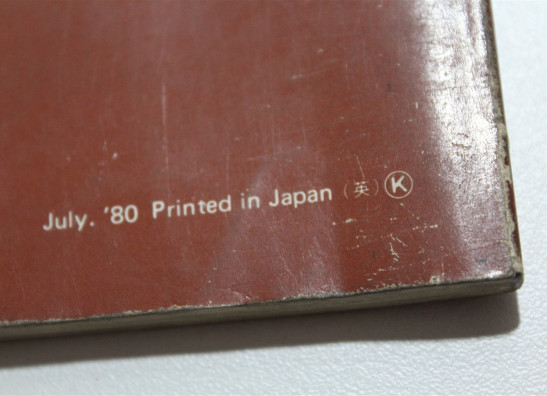 July. '80 Printed in Japan (英) Ⓚ